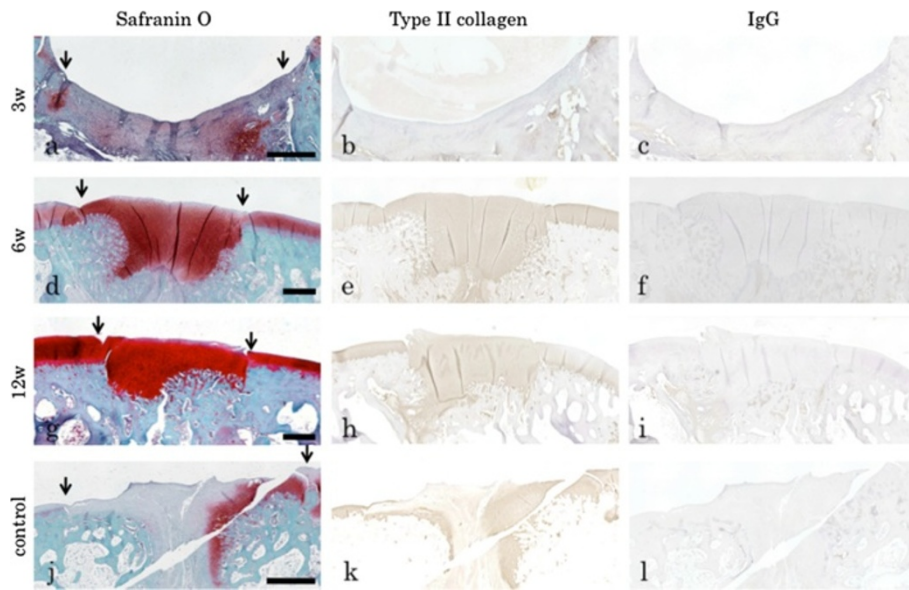 Safranin O Type II collagen IgG
3w
a b c
6w
d e f
12w
g h i
control
j k l